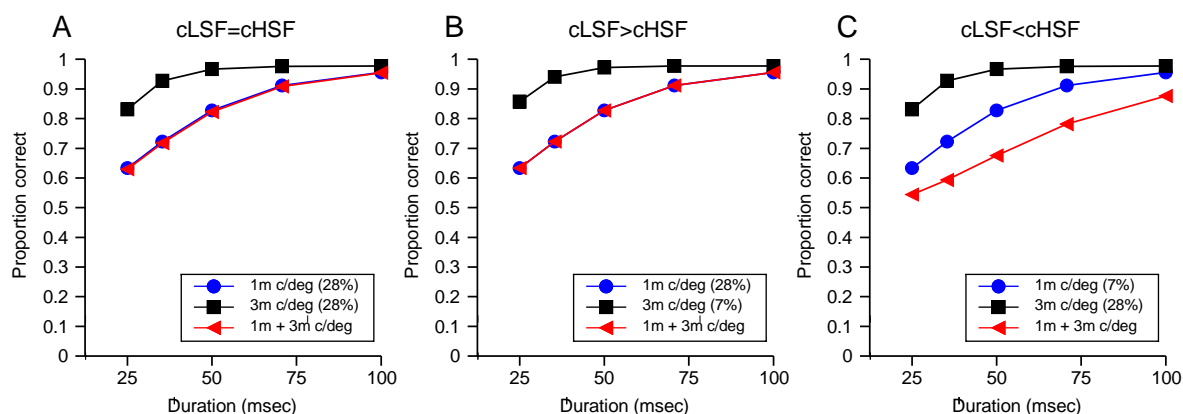 A
cLSF=cHSF
Proportion correct
1
0.9
0.8
0.7
0.6
0.5
0.4
0.3
0.2
0.1
0
1m c/deg (28%)
3m c/deg (28%)
1m + 3m c/deg
25
50
75
100
Duration (msec)
B
cLSF>cHSF
Proportion correct
1
0.9
0.8
0.7
0.6
0.5
0.4
0.3
0.2
0.1
0
1m c/deg (28%)
3m c/deg (7%)
1m + 3m c/deg
25
50
75
100
Duration (msec)
C
cLSF<cHSF
Proportion correct
1
0.9
0.8
0.7
0.6
0.5
0.4
0.3
0.2
0.1
0
1m c/deg (7%)
3m c/deg (28%)
1m + 3m c/deg
25
50
75
100
Duration (msec)